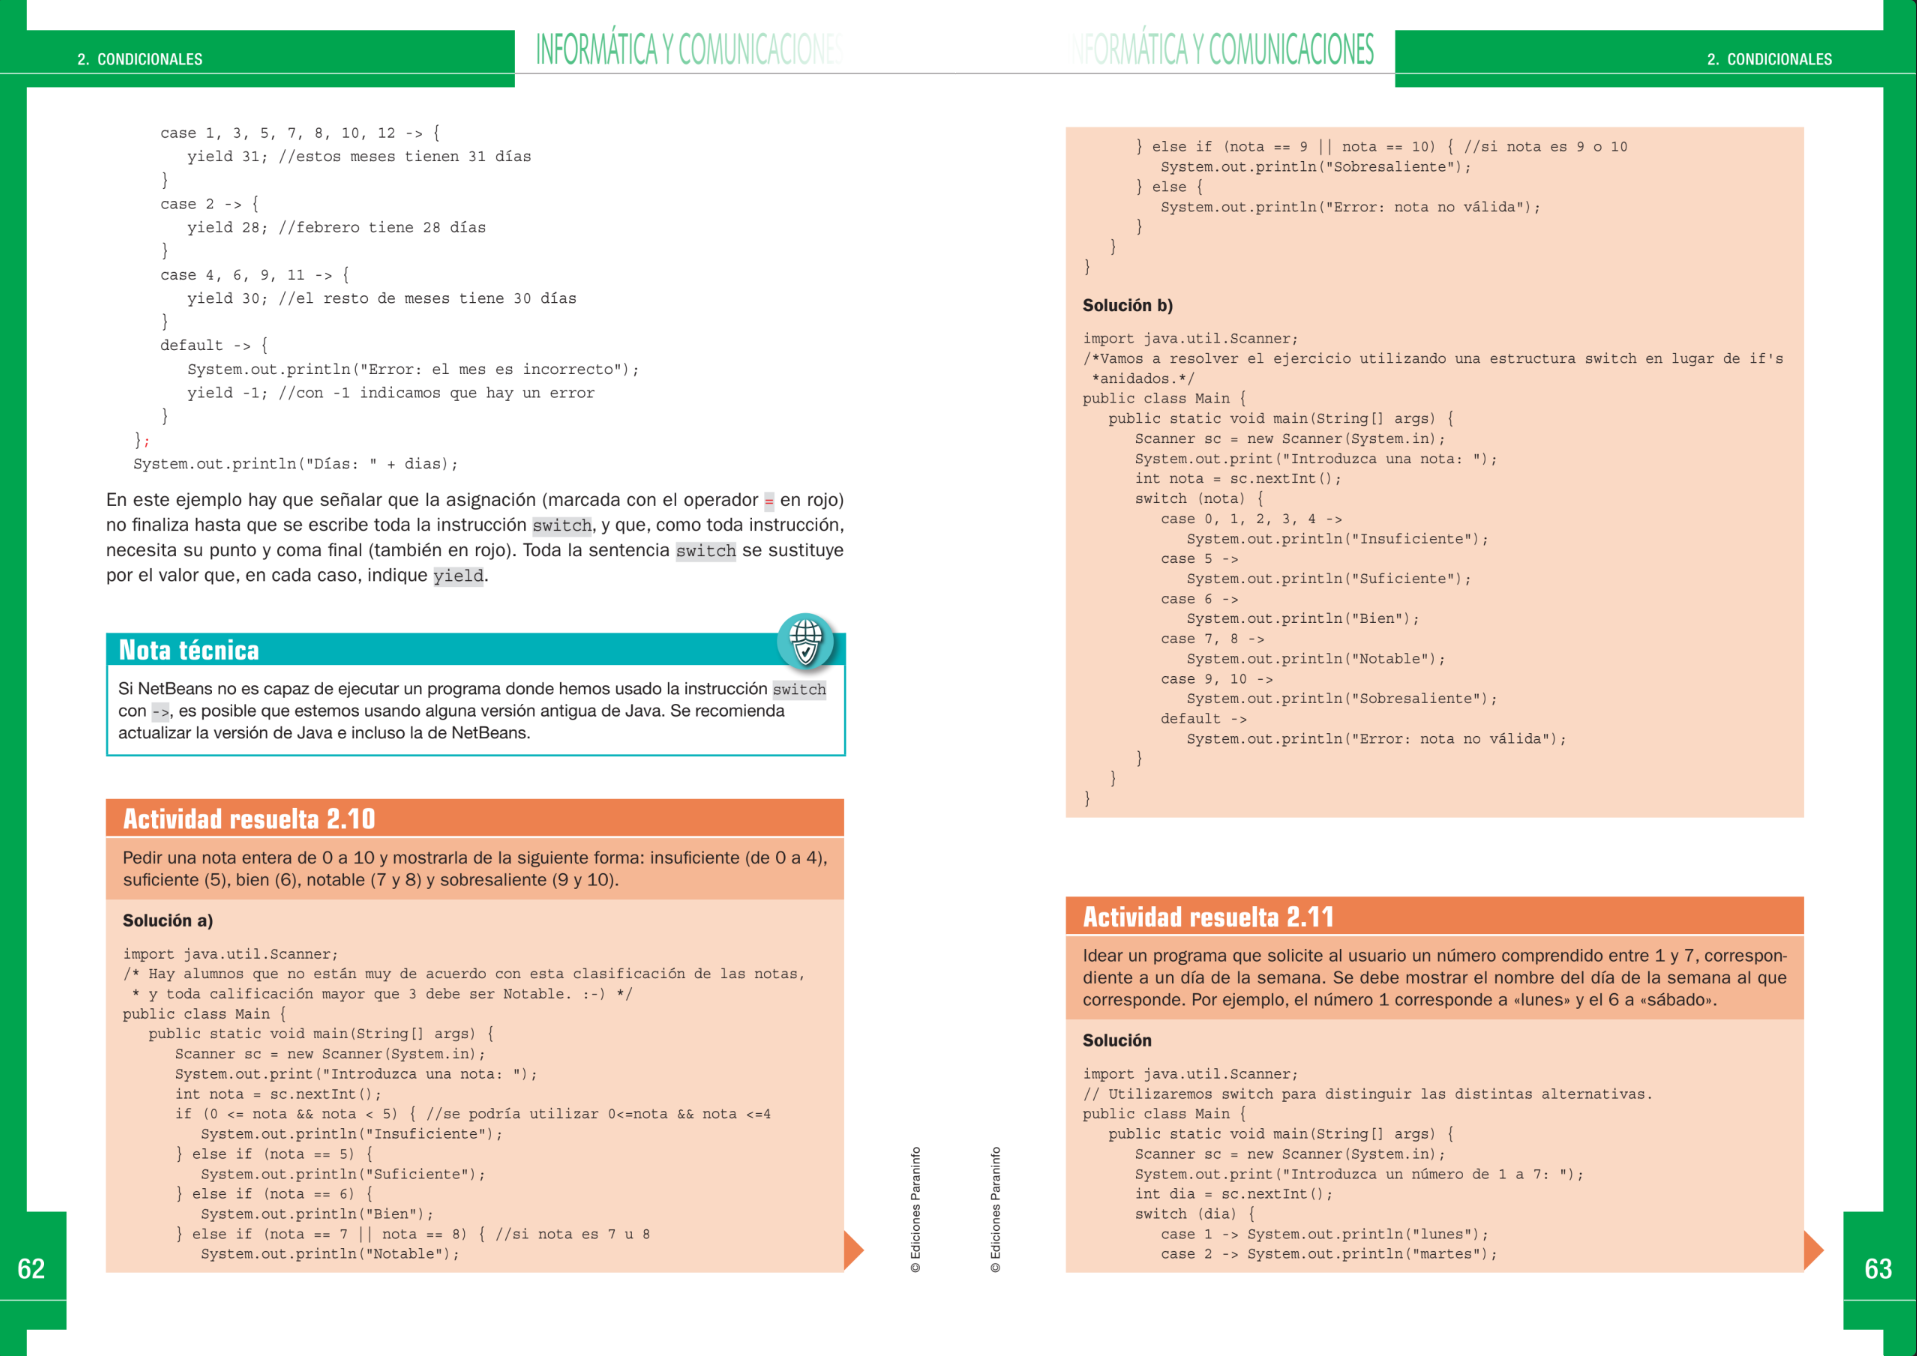 2. CONDICIONALES
INFORMÁTICA Y COMUNICACIONES
case 1, 3, 5, 7, 8, 10, 12 -> {
yield 31; //estos meses tienen 31 días
}
case 2 -> {
yield 28; //febrero tiene 28 días
}
case 4, 6, 9, 11 -> {
yield 30; //el resto de meses tiene 30 días
}
default -> {
System.out.println("Error: el mes es incorrecto");
yield -1; //con -1 indicamos que hay un error
}
};
System.out.println("Días: " + dias);
En este ejemplo hay que señalar que la asignación (marcada con el operador = en rojo)
no finaliza hasta que se escribe toda la instrucción switch, y que, como toda instrucción,
necesita su punto y coma final (también en rojo). Toda la sentencia switch se sustituye
por el valor que, en cada caso, indique yield.
Nota técnica
Si NetBeans no es capaz de ejecutar un programa donde hemos usado la instrucción switch
con ->, es posible que estemos usando alguna versión antigua de Java. Se recomienda
actualizar la versión de Java e incluso la de NetBeans.
Actividad resuelta 2.10
Pedir una nota entera de 0 a 10 y mostrarla de la siguiente forma: insuficiente (de 0 a 4),
suficiente (5), bien (6), notable (7 y 8) y sobresaliente (9 y 10).
Solución a)
import java.util.Scanner;
/* Hay alumnos que no están muy de acuerdo con esta clasificación de las notas,
* y toda calificación mayor que 3 debe ser Notable. :-) */
public class Main {
public static void main(String[] args) {
Scanner sc = new Scanner(System.in);
System.out.print("Introduzca una nota: ");
int nota = sc.nextInt();
if (0 <= nota && nota < 5) { //se podría utilizar 0<=nota && nota <=4
System.out.println("Insuficiente");
} else if (nota == 5) {
System.out.println("Suficiente");
} else if (nota == 6) {
System.out.println("Bien");
} else if (nota == 7 || nota == 8) { //si nota es 7 u 8
System.out.println("Notable");
© Ediciones Paraninfo
62
INFORMÁTICA Y COMUNICACIONES
2. CONDICIONALES
} else if (nota == 9 || nota == 10) { //si nota es 9 o 10
System.out.println("Sobresaliente");
} else {
System.out.println("Error: nota no válida");
}
}
}
Solución b)
import java.util.Scanner;
/*Vamos a resolver el ejercicio utilizando una estructura switch en lugar de if's
*anidados.*/
public class Main {
public static void main(String[] args) {
Scanner sc = new Scanner(System.in);
System.out.print("Introduzca una nota: ");
int nota = sc.nextInt();
switch (nota) {
case 0, 1, 2, 3, 4 ->
System.out.println("Insuficiente");
case 5 ->
System.out.println("Suficiente");
case 6 ->
System.out.println("Bien");
case 7, 8 ->
System.out.println("Notable");
case 9, 10 ->
System.out.println("Sobresaliente");
default ->
System.out.println("Error: nota no válida");
}
}
}
Actividad resuelta 2.11
Idear un programa que solicite al usuario un número comprendido entre 1 y 7, correspon-
diente a un día de la semana. Se debe mostrar el nombre del día de la semana al que
corresponde. Por ejemplo, el número 1 corresponde a «lunes» y el 6 a «sábado».
Solución
import java.util.Scanner;
// Utilizaremos switch para distinguir las distintas alternativas.
public class Main {
public static void main(String[] args) {
Scanner sc = new Scanner(System.in);
System.out.print("Introduzca un número de 1 a 7: ");
int dia = sc.nextInt();
switch (dia) {
case 1 -> System.out.println("lunes");
case 2 -> System.out.println("martes");
© Ediciones Paraninfo
63